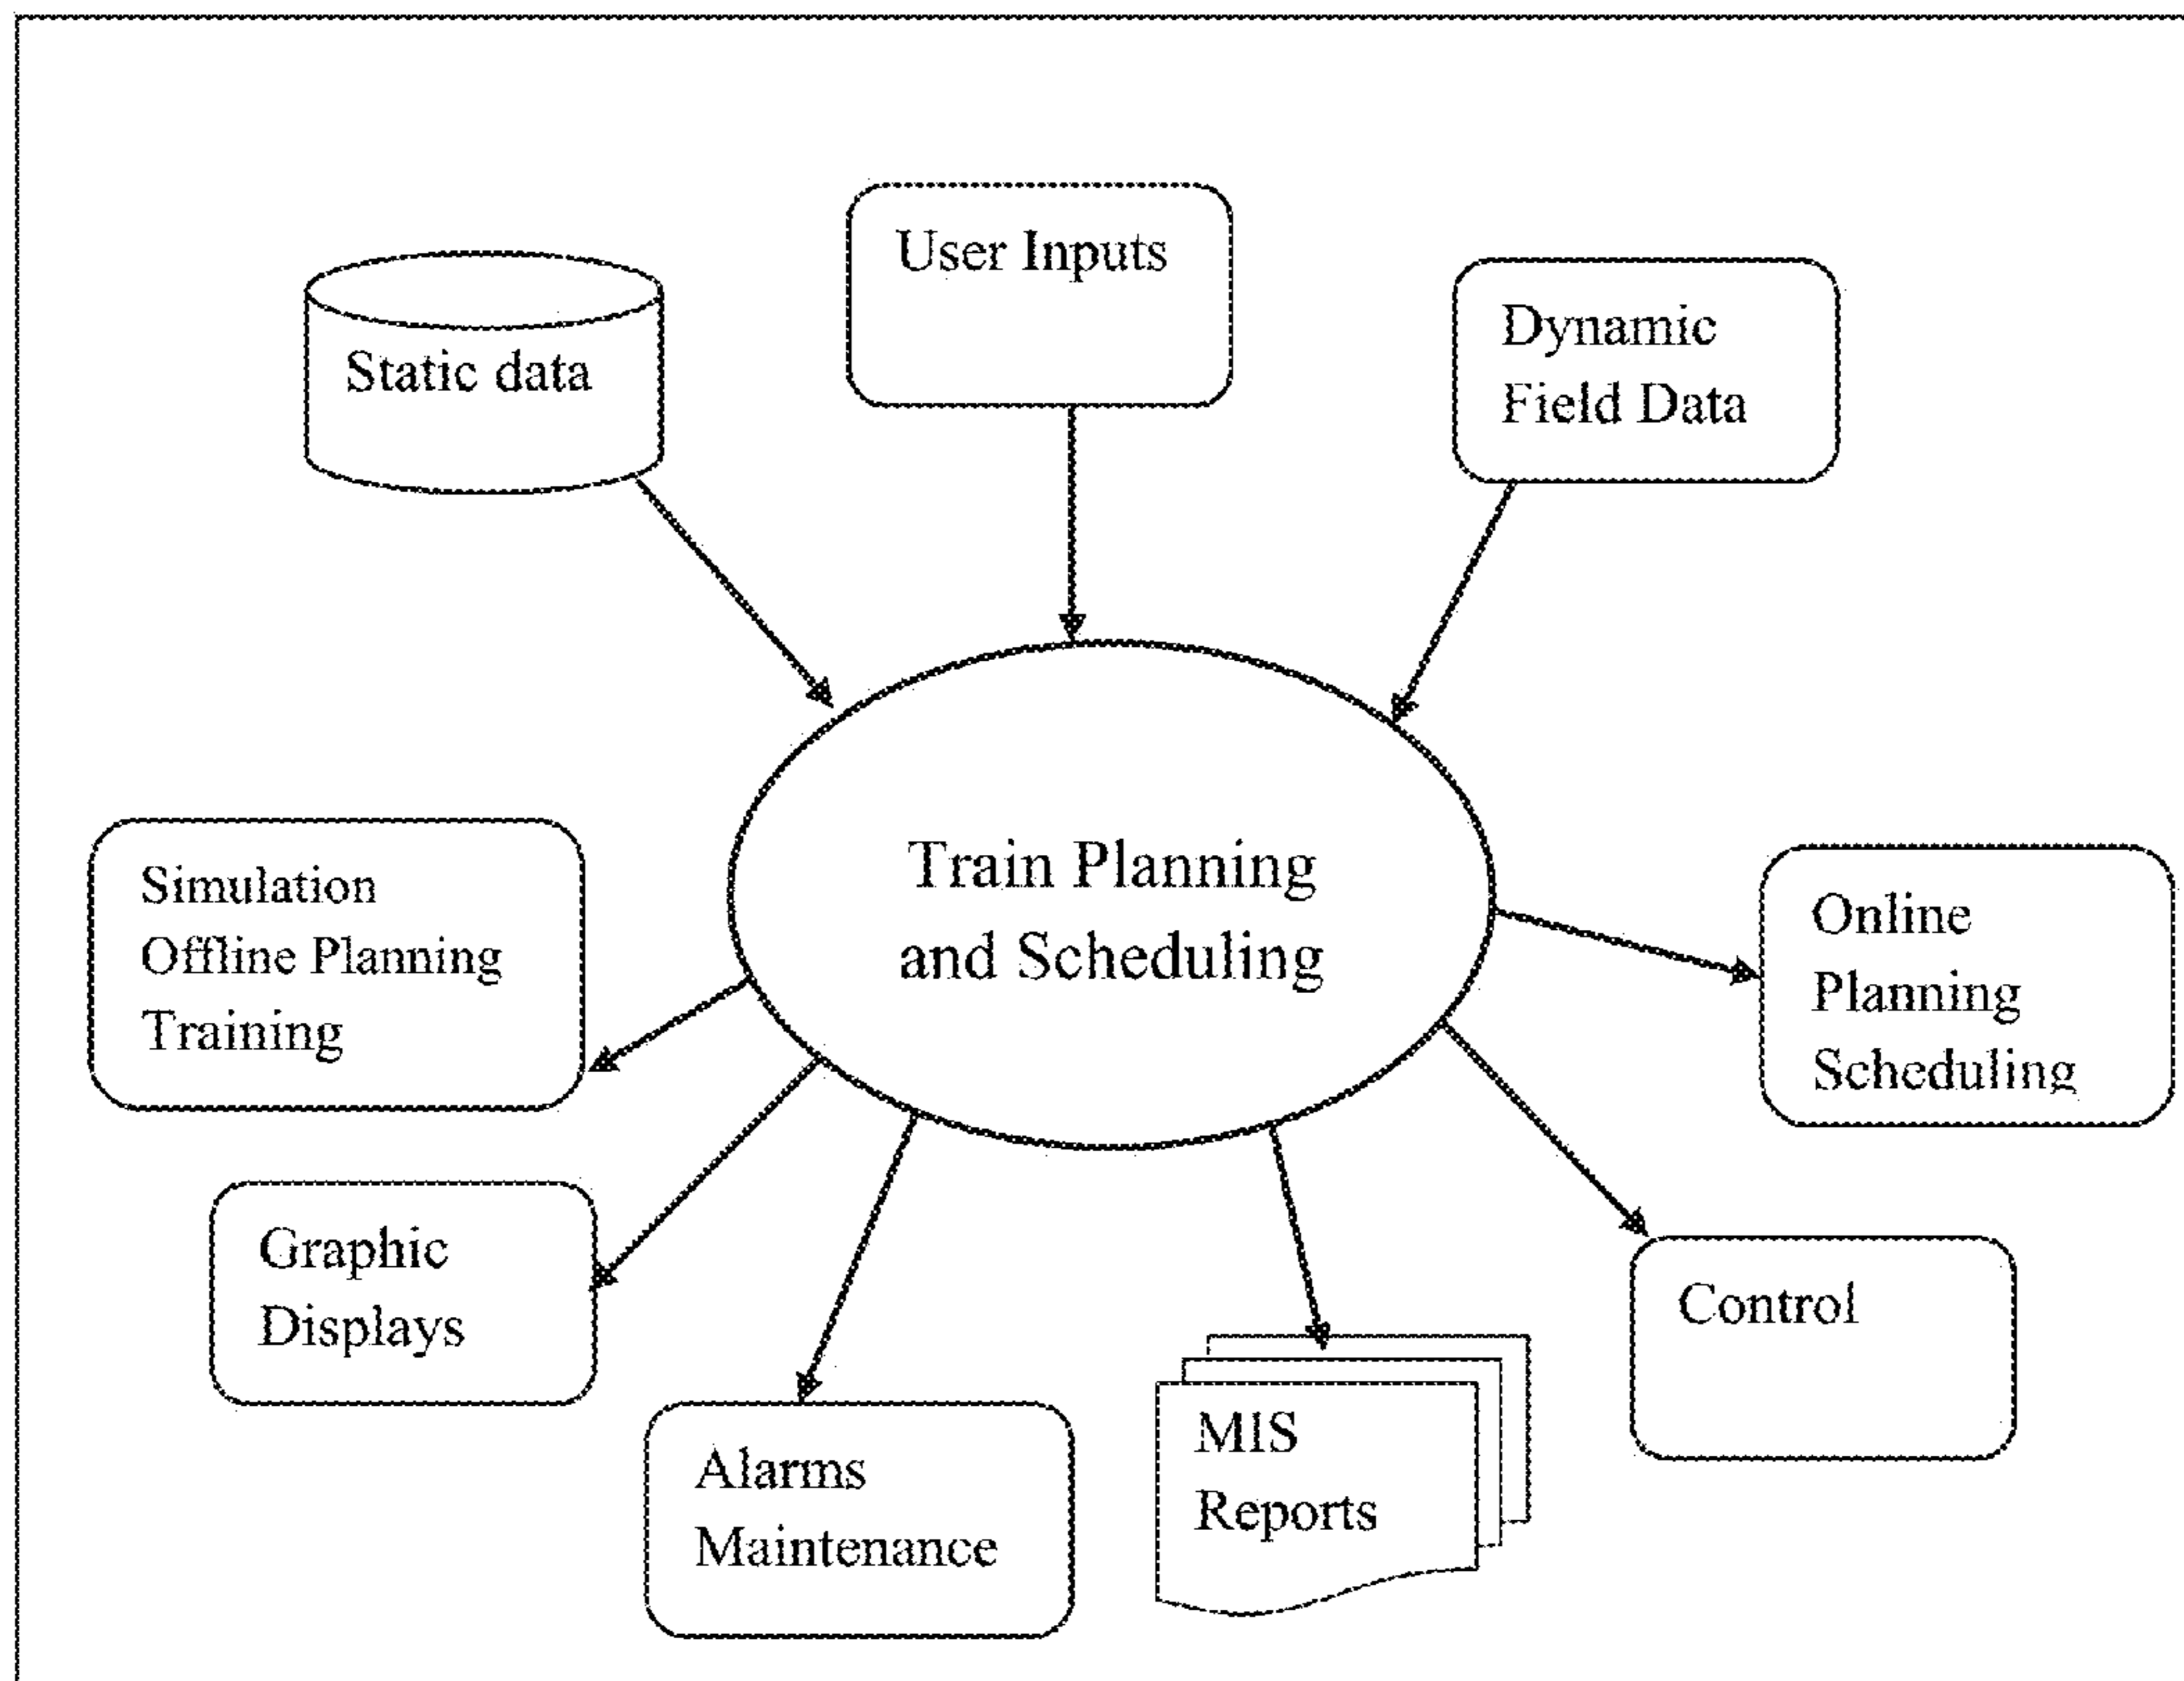 User Inputs
Static data
Dynamic
Field Data
Train Planning
and Scheduling
Simulation
Offline Planning
Training
Online
Planning
Scheduling
Graphic
Displays
Control
Alarms
Maintenance
MIS
Reports